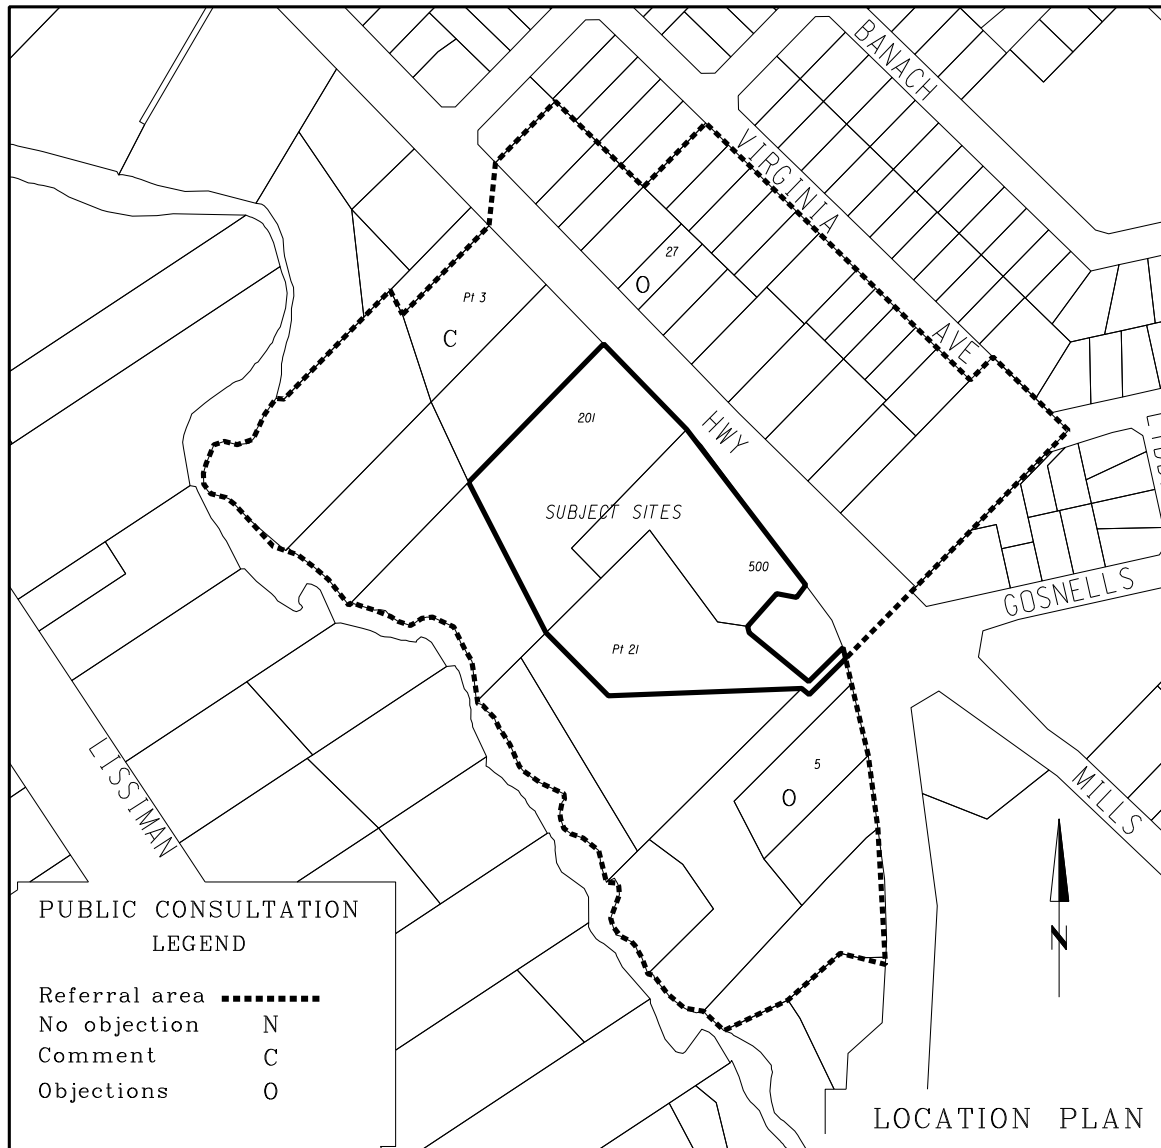 BANACH
VIRGINIA
AVE
27
O
Pt 3
C
201
HWY
SUBJECT SITES
500
GOSNELLS
Pt 21
5
O
LISSIMAN
MILLS
N
PUBLIC CONSULTATION
LEGEND
Referral area
No objection N
Comment C
Objections O
LOCATION PLAN